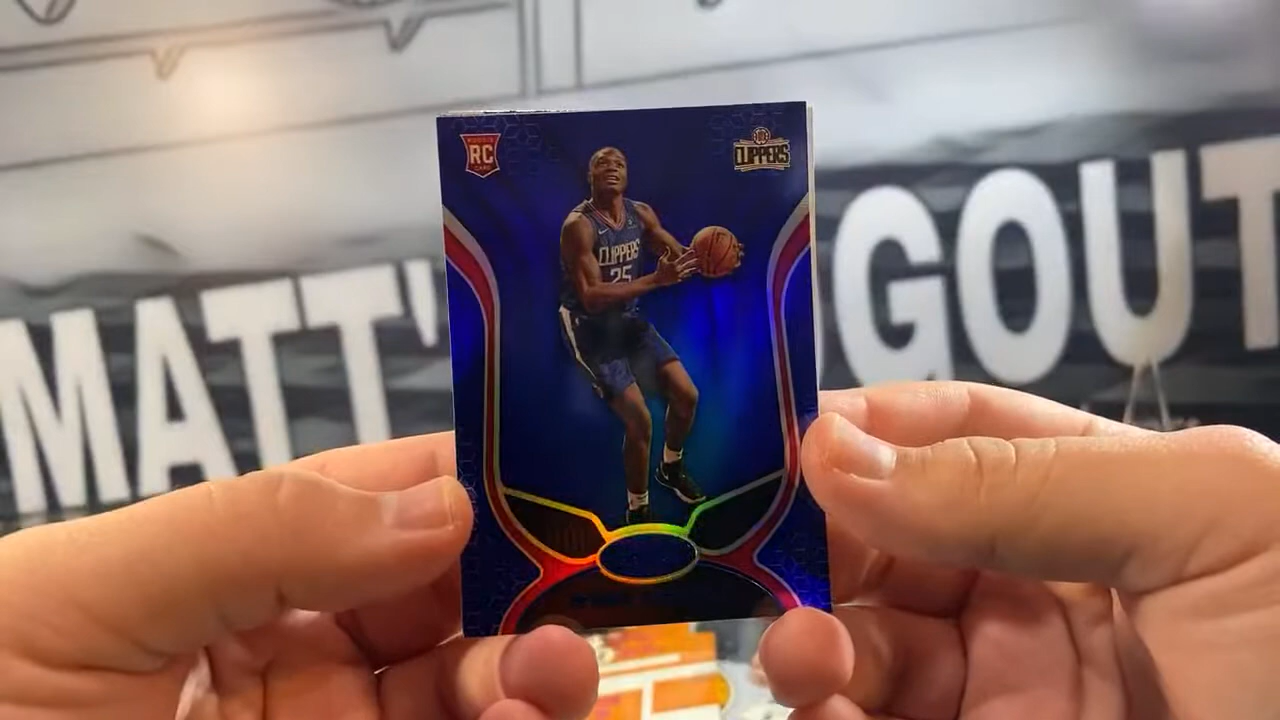 MATT'
GOUT
ROOKIE
RC
CARD
CLIPPERS
CLIPPERS
25